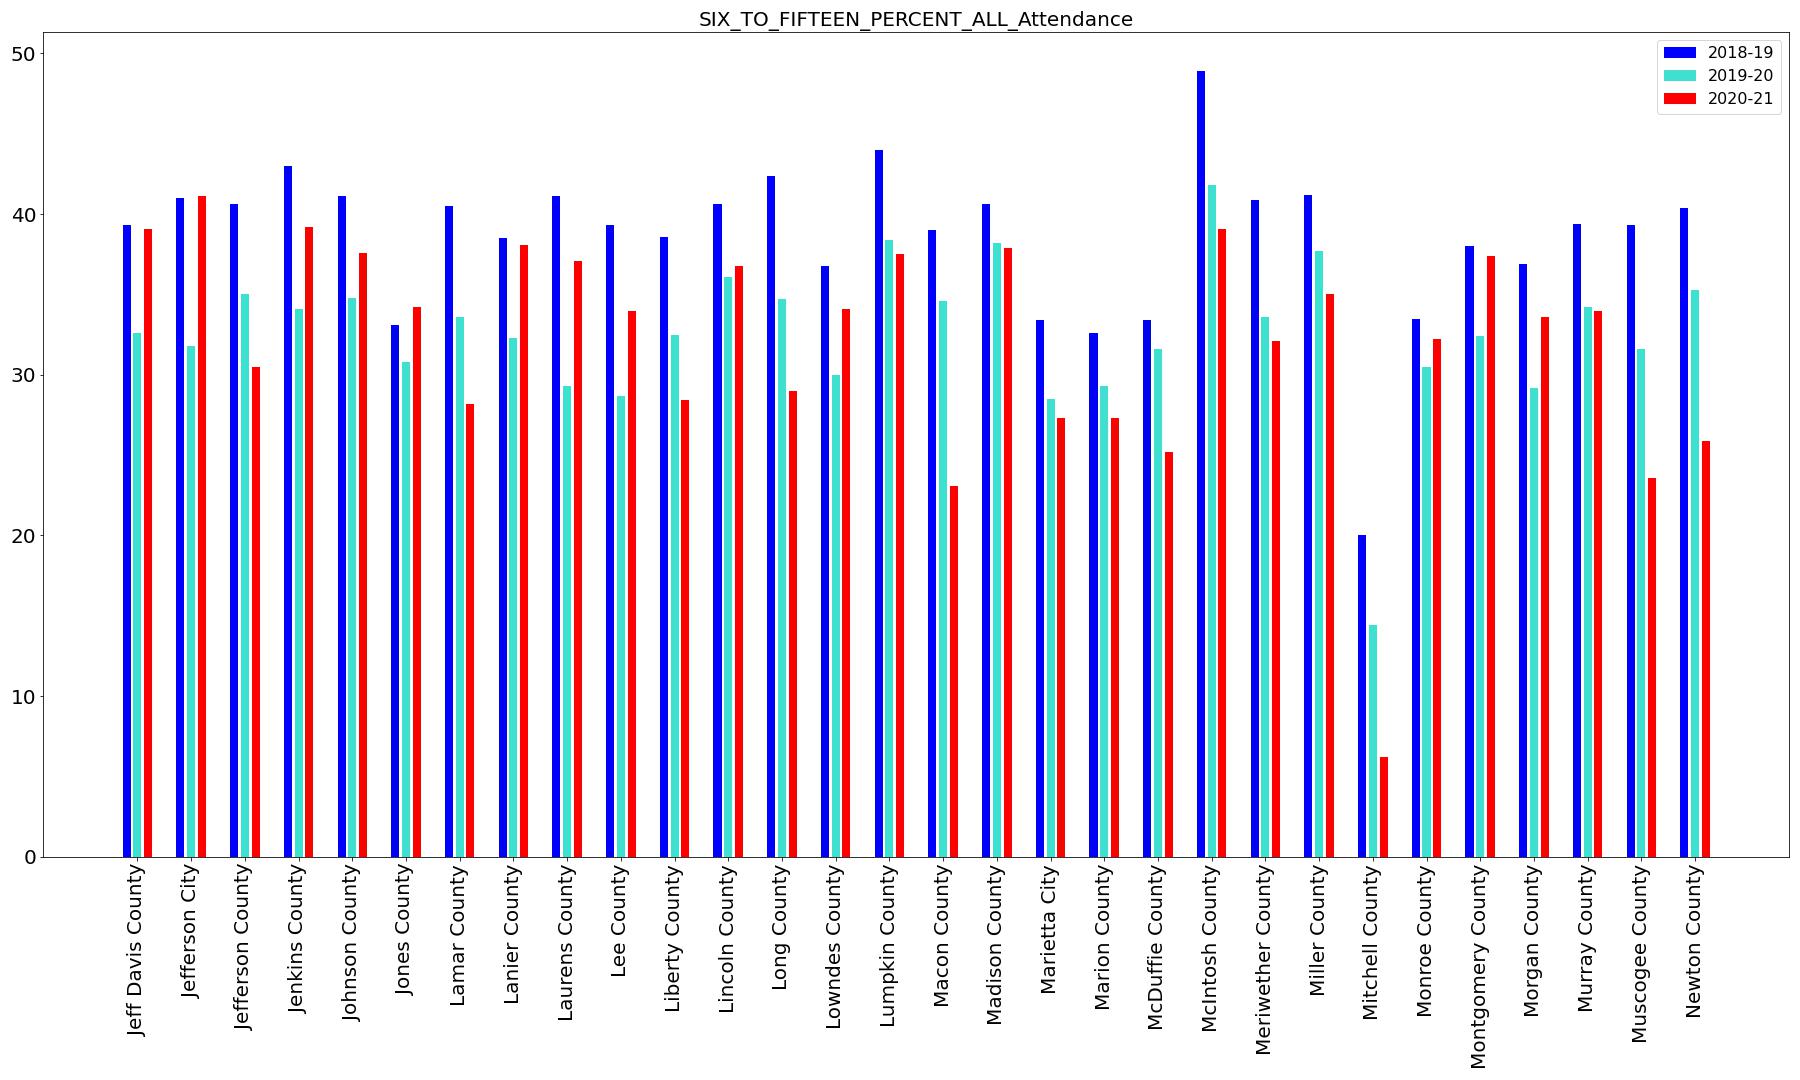 SIX_TO_FIFTEEN_PERCENT_ALL_Attendance
2018-19
2019-20
2020-21
50
40
30
20
10
0
Jeff Davis County
Jefferson City
Jefferson County
Jenkins County
Johnson County
Jones County
Lamar County
Lanier County
Laurens County
Lee County
Liberty County
Lincoln County
Long County
Lowndes County
Lumpkin County
Macon County
Madison County
Marietta City
Marion County
McDuffie County
McIntosh County
Meriwether County
Miller County
Mitchell County
Monroe County
Montgomery County
Morgan County
Murray County
Muscogee County
Newton County